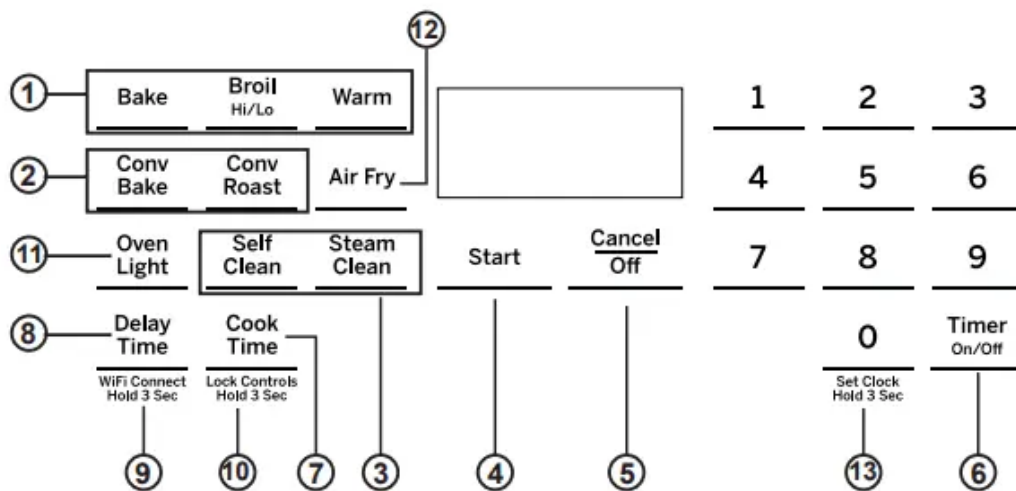 12
1
Bake
Broil
Hi/Lo
Warm
1
2
3
2
Conv
Bake
Conv
Roast
Air Fry
4
5
6
11
Oven
Light
Self
Clean
Steam
Clean
Start
Cancel
Off
7
8
9
8
Delay
Time
Cook
Time
0
Timer
On/Off
WiFi Connect
Hold 3 Sec
Lock Controls
Hold 3 Sec
Set Clock
Hold 3 Sec
9
10
7
3
4
5
13
6